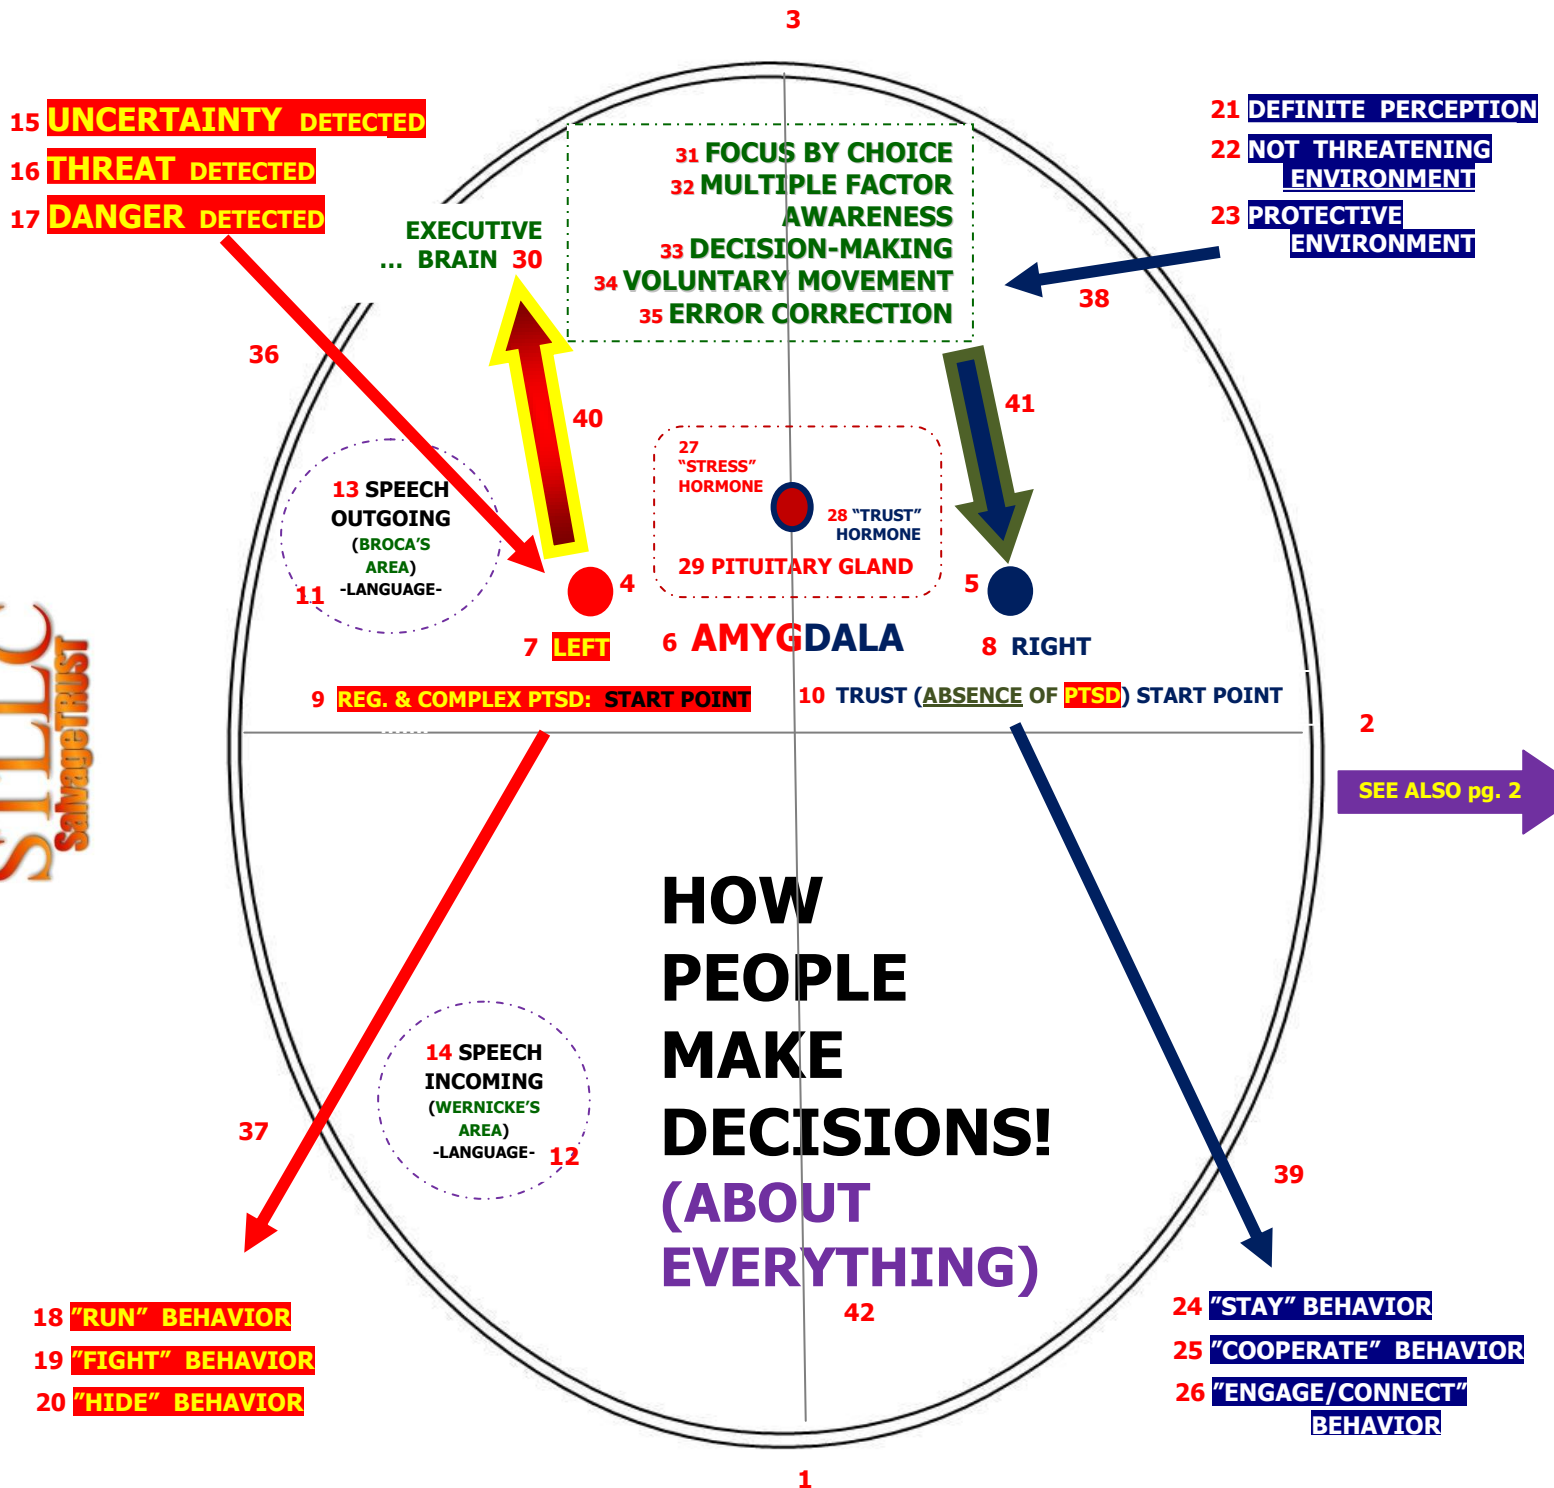 3
15 UNCERTAINTY DETECTED
16 THREAT DETECTED
17 DANGER DETECTED
21 DEFINITE PERCEPTION
22 NOT THREATENING
ENVIRONMENT
23 PROTECTIVE
ENVIRONMENT
31 FOCUS BY CHOICE
32 MULTIPLE FACTOR
AWARENESS
33 DECISION-MAKING
34 VOLUNTARY MOVEMENT
35 ERROR CORRECTION
EXECUTIVE
... BRAIN 30
38
36
40
41
27
"STRESS"
HORMONE
28 "TRUST"
HORMONE
29 PITUITARY GLAND
13 SPEECH
OUTGOING
(BROCA'S
AREA)
-LANGUAGE-
11
4
5
7 LEFT
6 AMYGDALA
8 RIGHT
9 REG. & COMPLEX PTSD: START POINT
10 TRUST (ABSENCE OF PTSD) START POINT
2
SEE ALSO pg. 2
STLLC
SalvageTRUST
HOW
PEOPLE
MAKE
DECISIONS!
(ABOUT
EVERYTHING)
14 SPEECH
INCOMING
(WERNICKE'S
AREA)
-LANGUAGE-
12
37
39
42
18 "RUN" BEHAVIOR
19 "FIGHT" BEHAVIOR
20 "HIDE" BEHAVIOR
24 "STAY" BEHAVIOR
25 "COOPERATE" BEHAVIOR
26 "ENGAGE/CONNECT"
BEHAVIOR
1